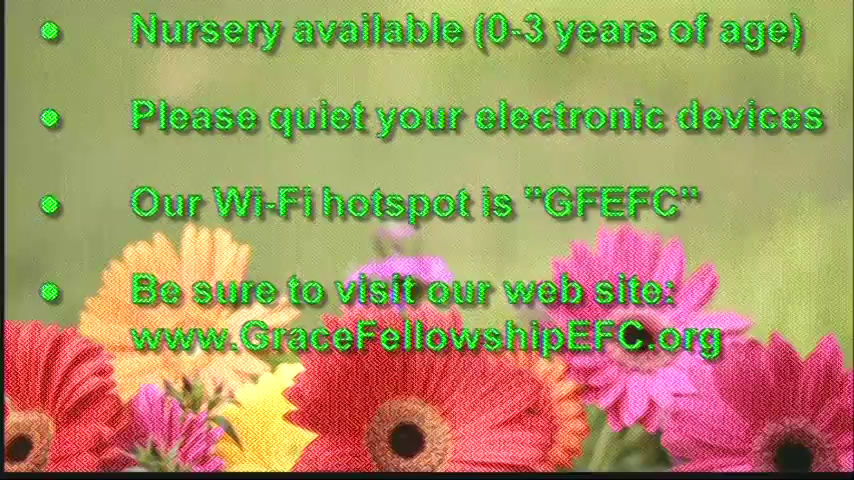 • Nursery available (0-3 years of age)
• Please quiet your electronic devices
• Our Wi-Fi hotspot is "GFEFC"
• Be sure to visit our web site:
www.GraceFellowshipEFC.org